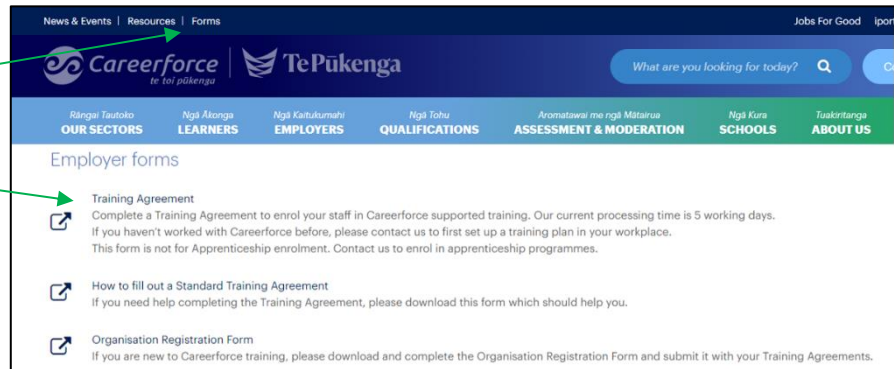 News & Events | Resources | Forms
Jobs For Good
Careerforce
te toi pūkenga
Te Pūkenga
What are you looking for today?
Rāngai Tautoko Ngā Ākonga Ngā Kaitukumahi Ngā Tohu Aromatawai me ngā Mātairua Ngā Kura Tuakiritanga
OUR SECTORS LEARNERS EMPLOYERS QUALIFICATIONS ASSESSMENT & MODERATION SCHOOLS ABOUT US
Employer forms
Training Agreement
Complete a Training Agreement to enrol your staff in Careerforce supported training. Our current processing time is 5 working days.
If you haven't worked with Careerforce before, please contact us to first set up a training plan in your workplace.
This form is not for Apprenticeship enrolment. Contact us to enrol in apprenticeship programmes.
How to fill out a Standard Training Agreement
If you need help completing the Training Agreement, please download this form which should help you.
Organisation Registration Form
If you are new to Careerforce training, please download and complete the Organisation Registration Form and submit it with your Training Agreements.